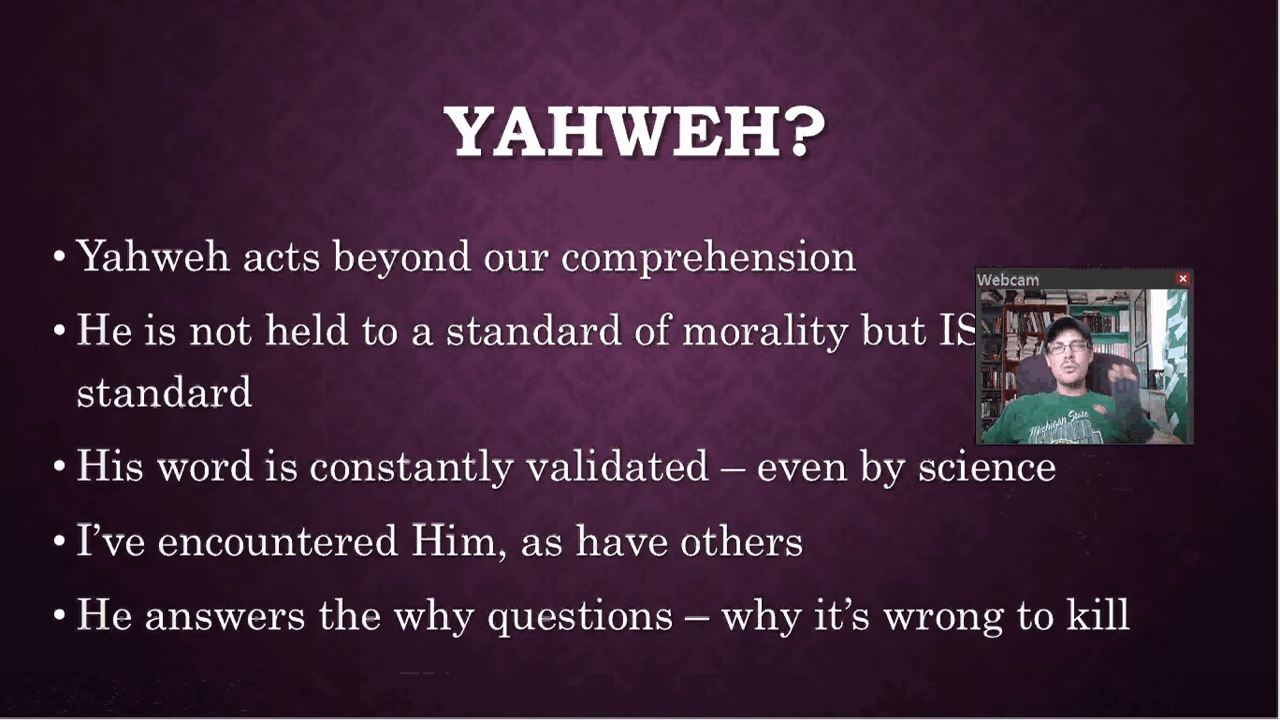 YAHWEH?
• Yahweh acts beyond our comprehension
Webcam
• He is not held to a standard of morality but IS
standard
Michigan State
• His word is constantly validated – even by science
• I’ve encountered Him, as have others
• He answers the why questions – why it’s wrong to kill